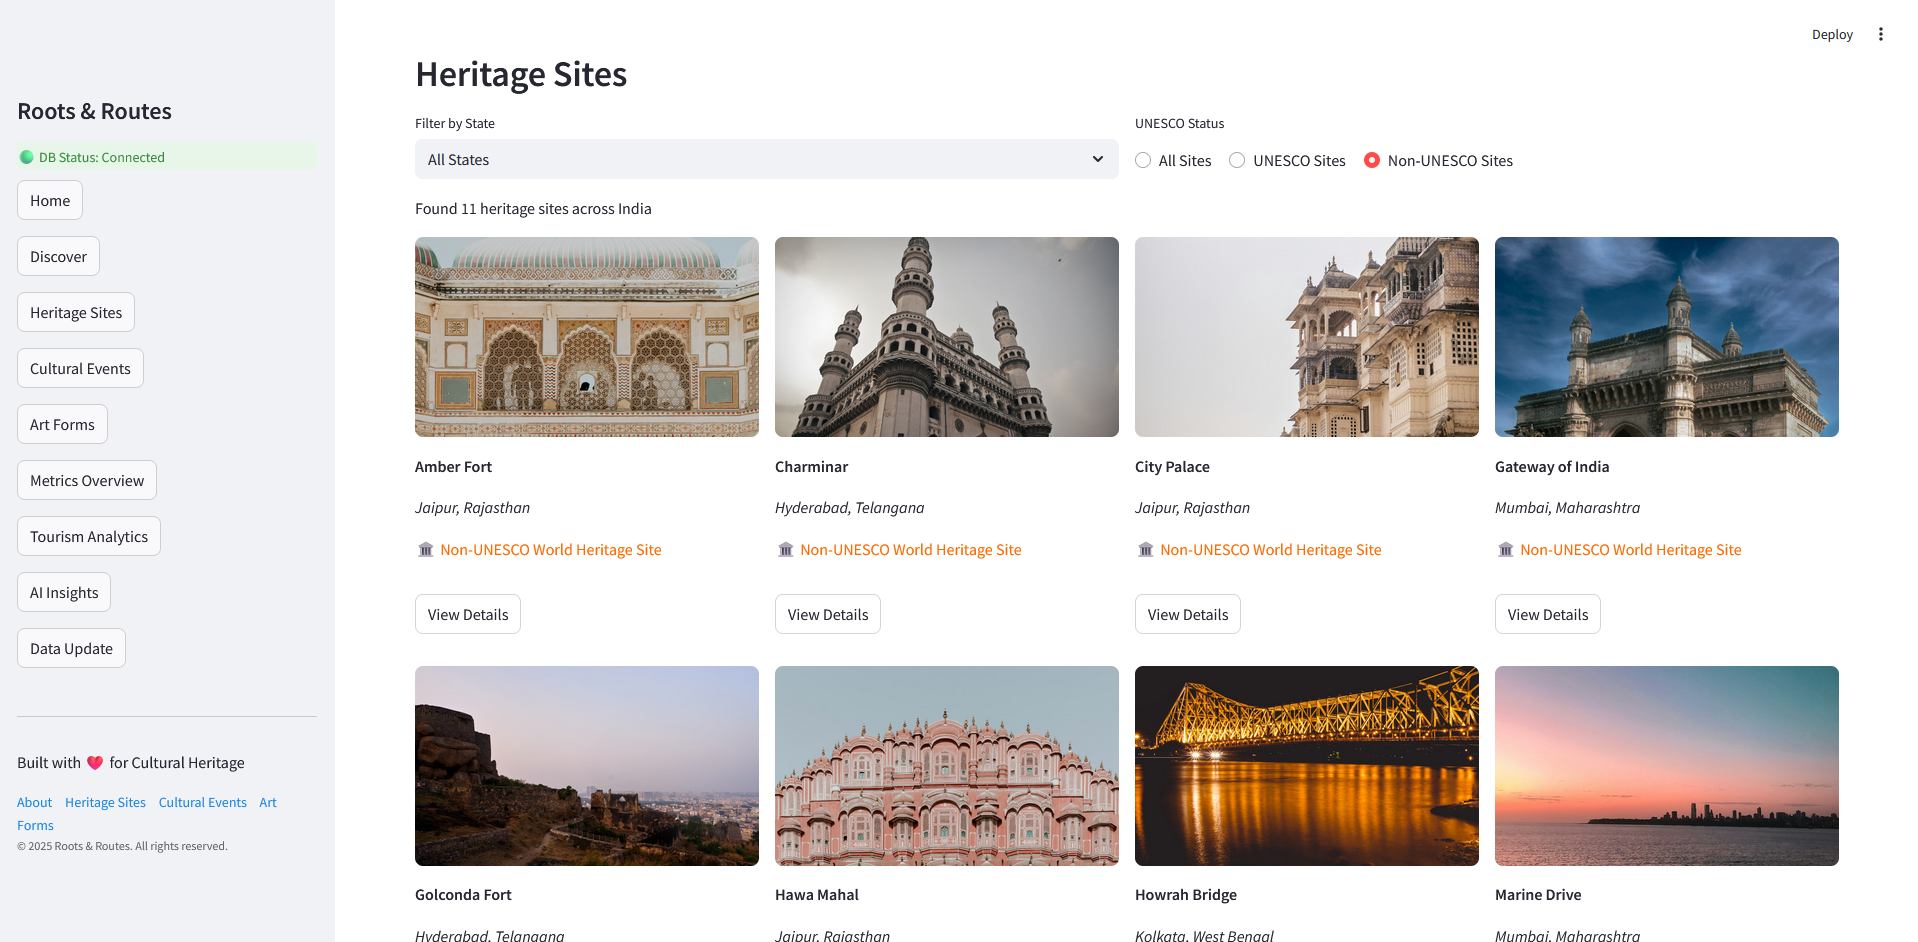 Deploy
Roots & Routes
DB Status: Connected
Home
Discover
Heritage Sites
Cultural Events
Art Forms
Metrics Overview
Tourism Analytics
AI Insights
Data Update
Built with ❤️ for Cultural Heritage
About Heritage Sites Cultural Events Art
Forms
© 2025 Roots & Routes. All rights reserved.
Heritage Sites
Filter by State
All States
UNESCO Status
All Sites UNESCO Sites Non-UNESCO Sites
Found 11 heritage sites across India
Amber Fort
Jaipur, Rajasthan
Non-UNESCO World Heritage Site
View Details
Charminar
Hyderabad, Telangana
Non-UNESCO World Heritage Site
View Details
City Palace
Jaipur, Rajasthan
Non-UNESCO World Heritage Site
View Details
Gateway of India
Mumbai, Maharashtra
Non-UNESCO World Heritage Site
View Details
Golconda Fort
Hyderabad, Telangana
Hawa Mahal
Jaipur, Rajasthan
Howrah Bridge
Kolkata, West Bengal
Marine Drive
Mumbai, Maharashtra